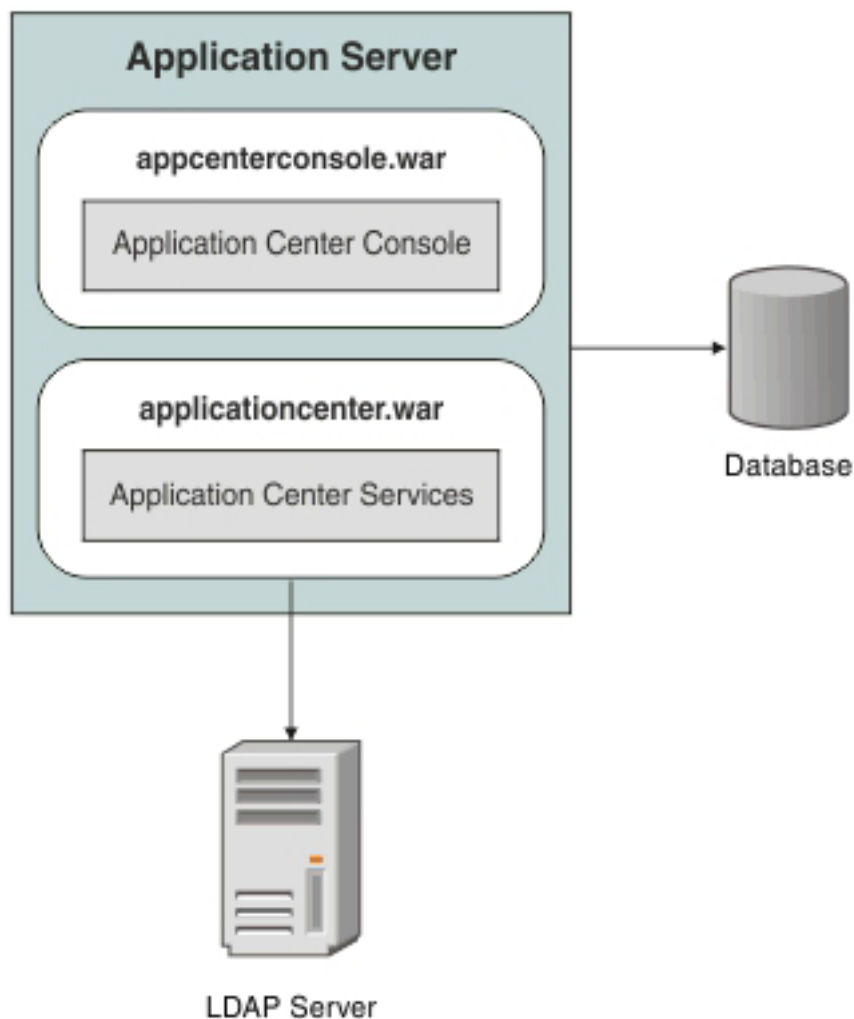 Application Server
appcenterconsole.war
Application Center Console
applicationcenter.war
Application Center Services
Database
LDAP Server